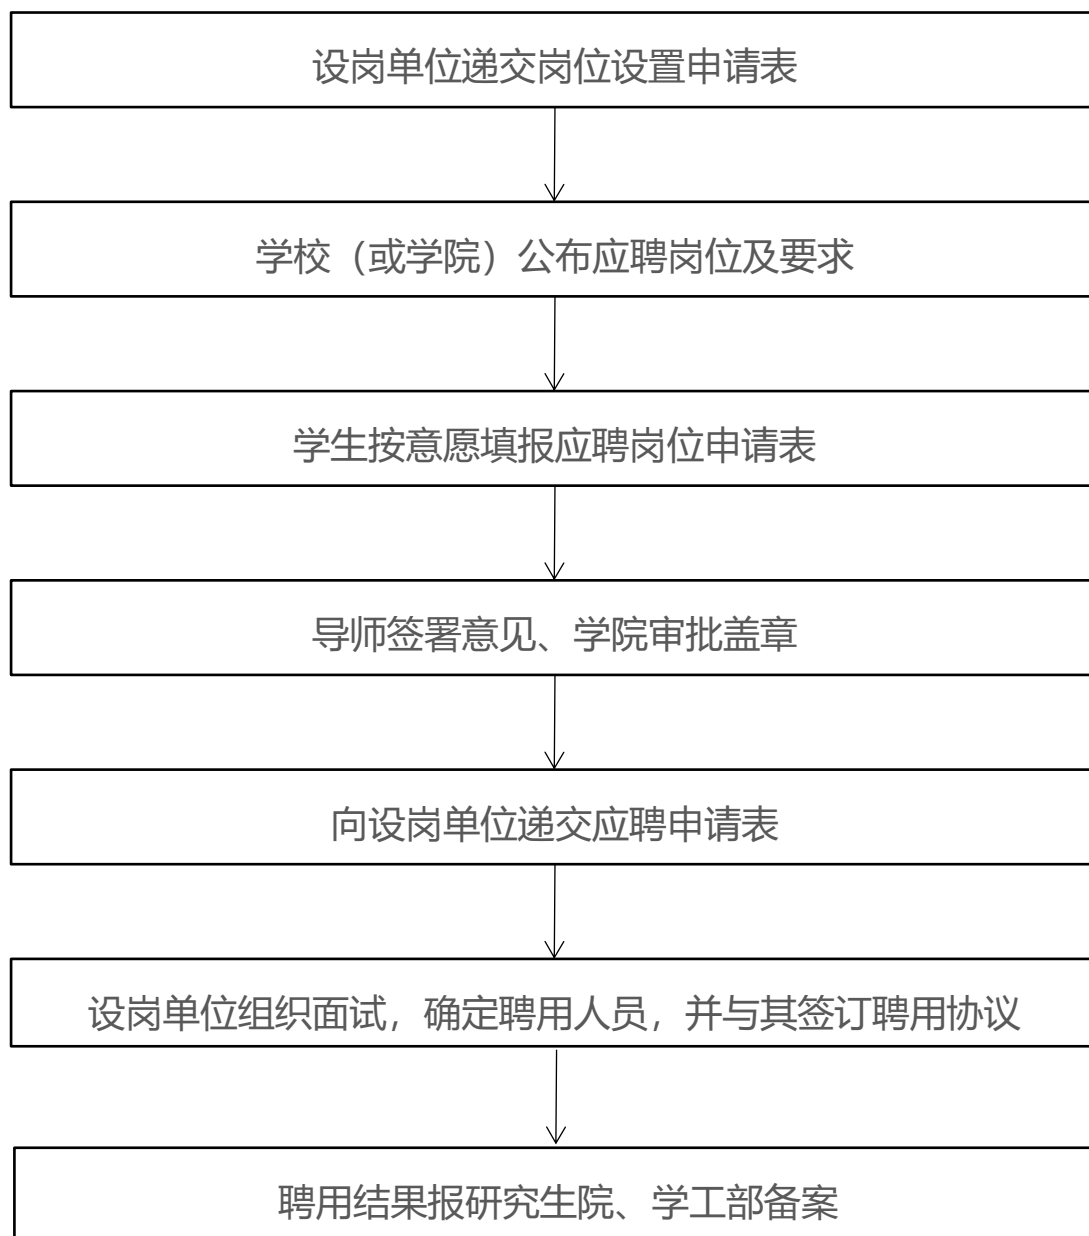 设岗单位递交岗位设置申请表
学校（或学院）公布应聘岗位及要求
学生按意愿填报应聘岗位申请表
导师签署意见、学院审批盖章
向设岗单位递交应聘申请表
设岗单位组织面试，确定聘用人员，并与其签订聘用协议
聘用结果报研究生院、学工部备案